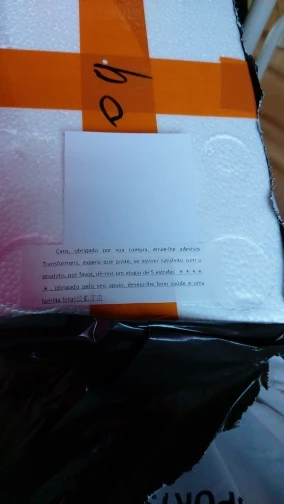 Caro, obrigado por sua compra, envie-lhe adesivos
Transformers, espero que goste, se estiver satisfeito com o
produto, por favor, dê-nos um elogio de 5 estrelas ★★★★
★, obrigado pelo seu apoio, desejo-lhe boa saúde e uma
família feliz